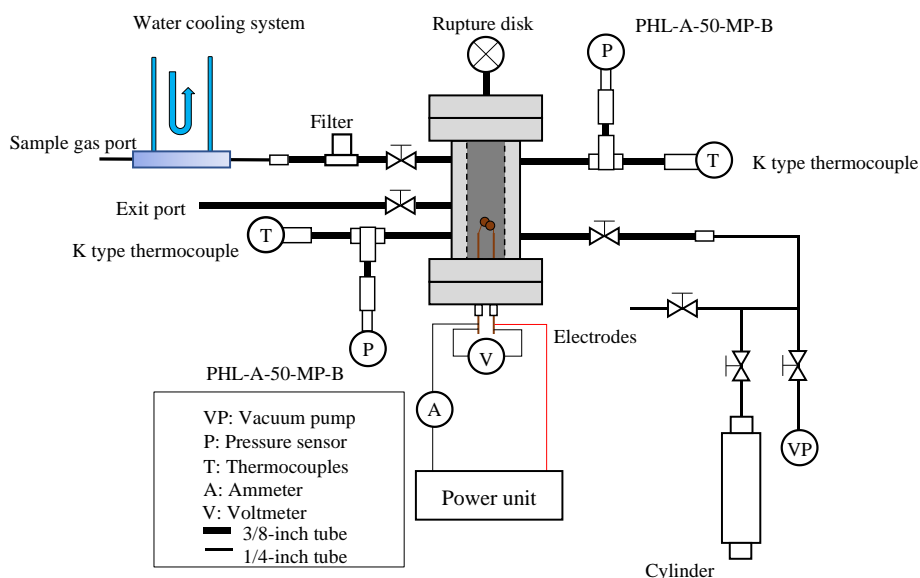 Water cooling system
Rupture disk
PHL-A-50-MP-B
P
Filter
Sample gas port
T
K type thermocouple
Exit port
T
K type thermocouple
P
V
Electrodes
PHL-A-50-MP-B
A
VP
VP: Vacuum pump
P: Pressure sensor
T: Thermocouples
A: Ammeter
V: Voltmeter
3/8-inch tube
1/4-inch tube
Power unit
Cylinder